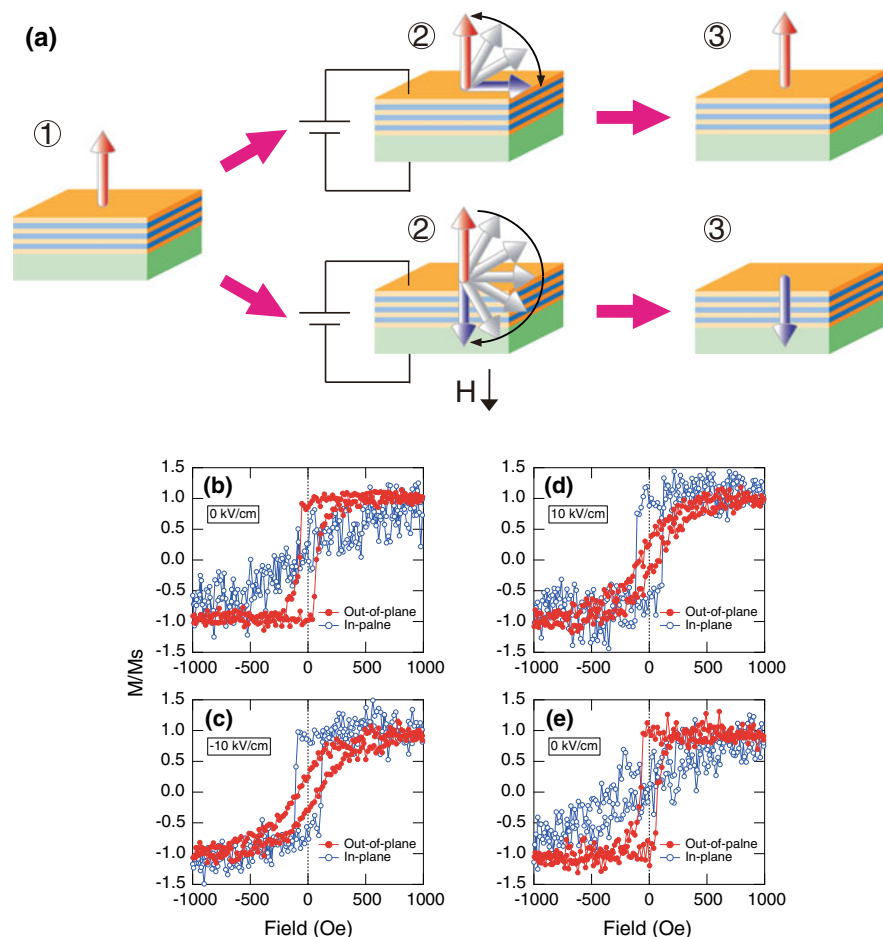 (a)
①
②
③
②
③
H
(b)
0 kV/cm
Out-of-plane
In-palne
1.5
1.0
0.5
0.0
-0.5
-1.0
-1.5
-1000 -500 0 500 1000
(d)
10 kV/cm
Out-of-plane
In-plane
1.5
1.0
0.5
0.0
-0.5
-1.0
-1.5
-1000 -500 0 500 1000
M/Ms
(c)
-10 kV/cm
Out-of-plane
In-plane
1.5
1.0
0.5
0.0
-0.5
-1.0
-1.5
-1000 -500 0 500 1000
Field (Oe)
(e)
0 kV/cm
Out-of-palne
In-plane
1.5
1.0
0.5
0.0
-0.5
-1.0
-1.5
-1000 -500 0 500 1000
Field (Oe)